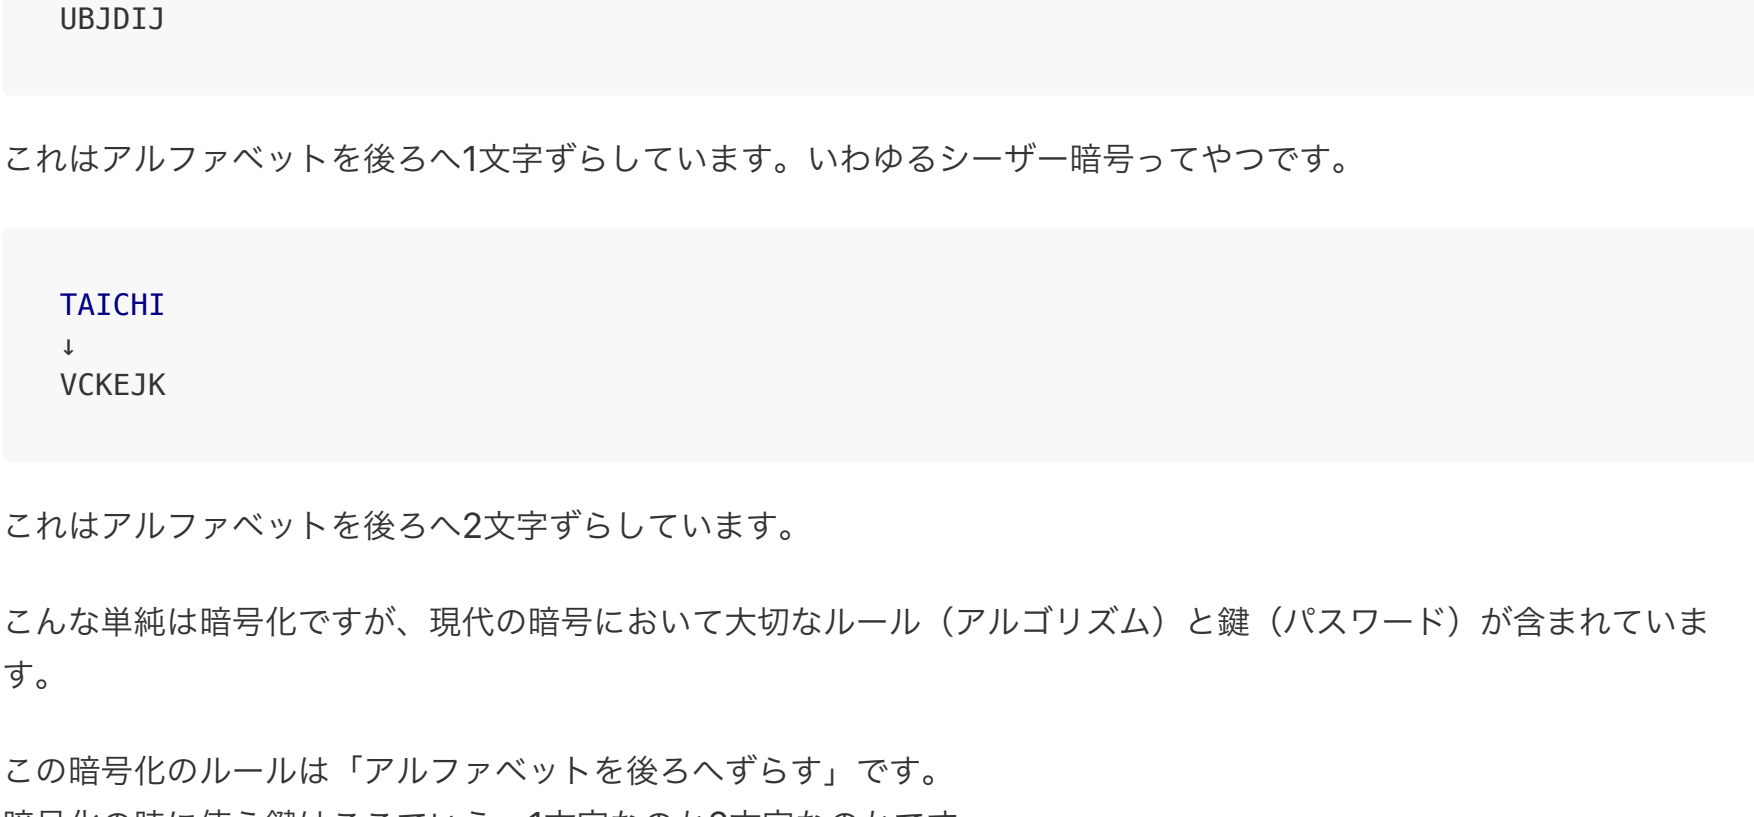 UBJDIJ
これはアルファベットを後ろへ1文字ずらしています。いわゆるシーザー暗号ってやつです。
TAICHI
↓
VCKEJK
これはアルファベットを後ろへ2文字ずらしています。
こんな単純は暗号化ですが、現代の暗号において大切なルール（アルゴリズム）と鍵（パスワード）が含まれていま
す。
この暗号化のルールは「アルファベットを後ろへずらす」です。